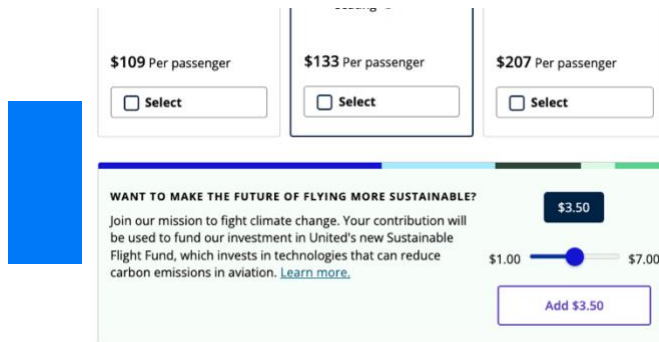 $109 Per passenger
$133 Per passenger
$207 Per passenger
Select
Select
Select
WANT TO MAKE THE FUTURE OF FLYING MORE SUSTAINABLE?
Join our mission to fight climate change. Your contribution will
be used to fund our investment in United's new Sustainable
Flight Fund, which invests in technologies that can reduce
carbon emissions in aviation. Learn more.
$3.50
$1.00
$7.00
Add $3.50